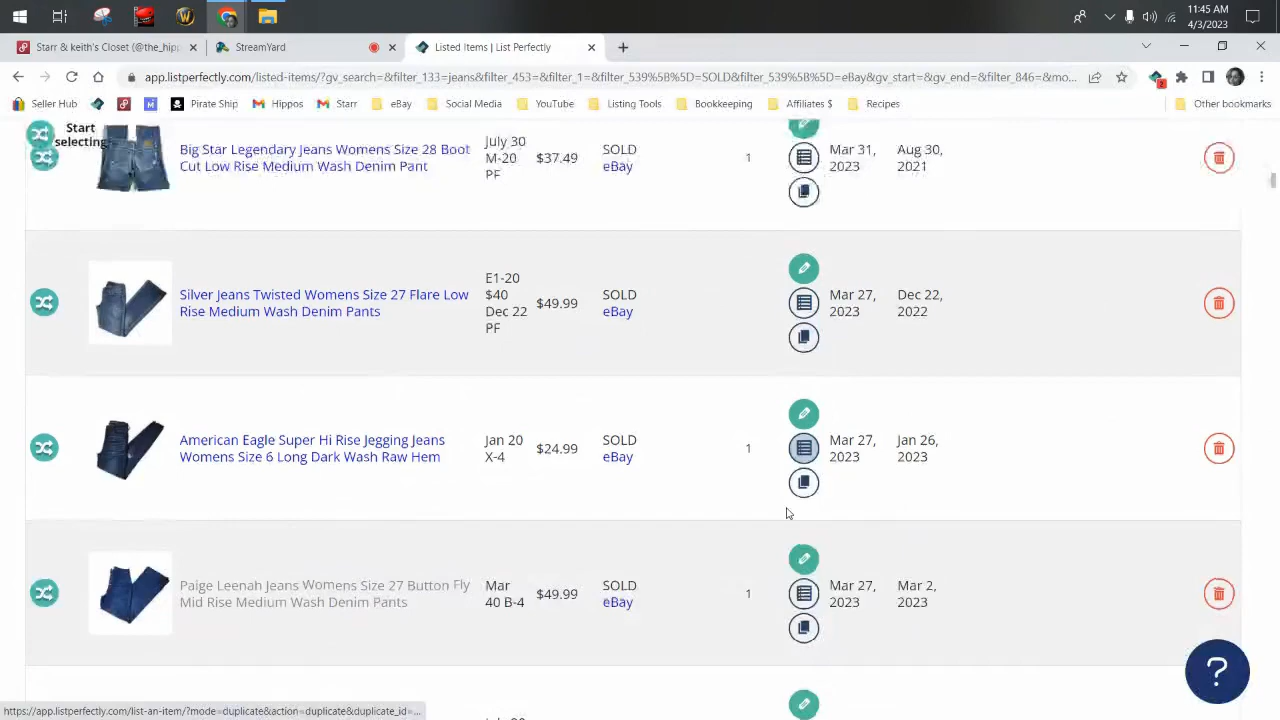 11:45 AM
4/3/2023
Starr & keith's Closet (@the_hipp
StreamYard
Listed Items | List Perfectly
app.listperfectly.com/listed-items/?gv_search=&filter_133=jeans&filter_453=&filter_1=&filter_539%5B%5D=SOLD&filter_539%5B%5D=eBay&gv_start=&gv_end=&filter_846=&mo...
Seller Hub
Pirate Ship
Hippos
Starr
eBay
Social Media
YouTube
Listing Tools
Bookkeeping
Affiliates $
Recipes
Other bookmarks
Start
selecting
Big Star Legendary Jeans Womens Size 28 Boot
Cut Low Rise Medium Wash Denim Pant
July 30
M-20
PF
$37.49
SOLD
eBay
1
Mar 31,
2023
Aug 30,
2021
Silver Jeans Twisted Womens Size 27 Flare Low
Rise Medium Wash Denim Pants
E1-20
$40
Dec 22
PF
$49.99
SOLD
eBay
Mar 27,
2023
Dec 22,
2022
American Eagle Super Hi Rise Jegging Jeans
Womens Size 6 Long Dark Wash Raw Hem
Jan 20
X-4
$24.99
SOLD
eBay
1
Mar 27,
2023
Jan 26,
2023
Paige Leenah Jeans Womens Size 27 Button Fly
Mid Rise Medium Wash Denim Pants
Mar
40 B-4
$49.99
SOLD
eBay
1
Mar 27,
2023
Mar 2,
2023
?
https://app.listperfectly.com/list-an-item/?mode=duplicate&action=duplicate&duplicate_id=...